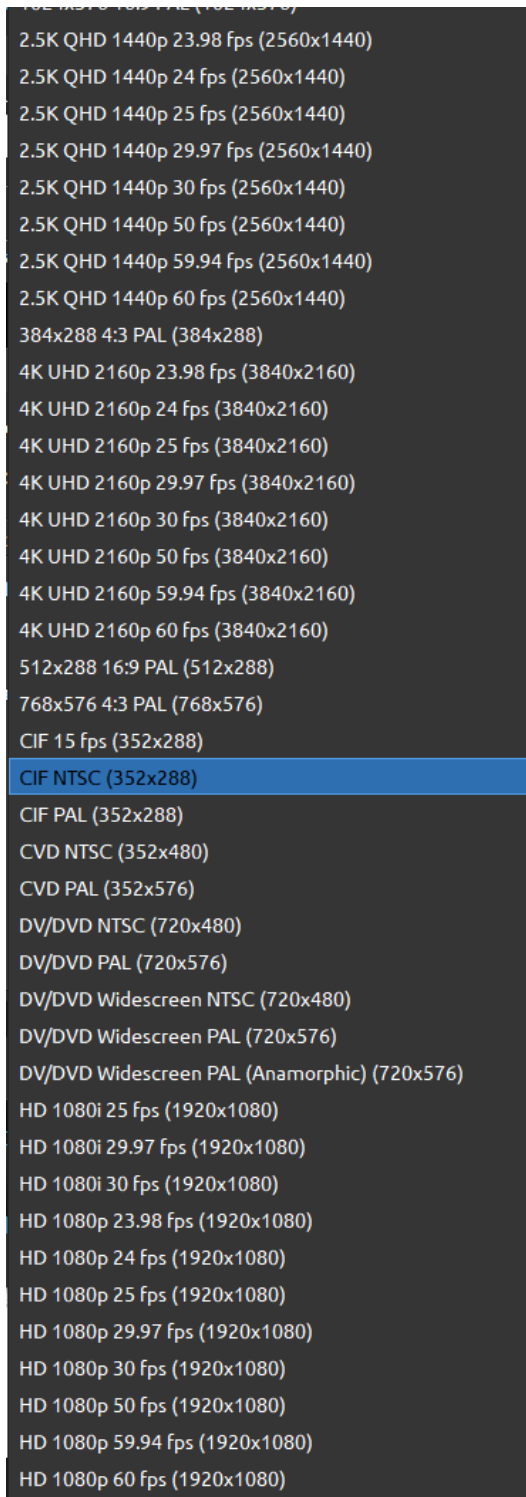 2.5K QHD 1440p 23.98 fps (2560x1440)
2.5K QHD 1440p 24 fps (2560x1440)
2.5K QHD 1440p 25 fps (2560x1440)
2.5K QHD 1440p 29.97 fps (2560x1440)
2.5K QHD 1440p 30 fps (2560x1440)
2.5K QHD 1440p 50 fps (2560x1440)
2.5K QHD 1440p 59.94 fps (2560x1440)
2.5K QHD 1440p 60 fps (2560x1440)
384x288 4:3 PAL (384x288)
4K UHD 2160p 23.98 fps (3840x2160)
4K UHD 2160p 24 fps (3840x2160)
4K UHD 2160p 25 fps (3840x2160)
4K UHD 2160p 29.97 fps (3840x2160)
4K UHD 2160p 30 fps (3840x2160)
4K UHD 2160p 50 fps (3840x2160)
4K UHD 2160p 59.94 fps (3840x2160)
4K UHD 2160p 60 fps (3840x2160)
512x288 16:9 PAL (512x288)
768x576 4:3 PAL (768x576)
CIF 15 fps (352x288)
CIF NTSC (352x288)
CIF PAL (352x288)
CVD NTSC (352x480)
CVD PAL (352x576)
DV/DVD NTSC (720x480)
DV/DVD PAL (720x576)
DV/DVD Widescreen NTSC (720x480)
DV/DVD Widescreen PAL (720x576)
DV/DVD Widescreen PAL (Anamorphic) (720x576)
HD 1080i 25 fps (1920x1080)
HD 1080i 29.97 fps (1920x1080)
HD 1080i 30 fps (1920x1080)
HD 1080p 23.98 fps (1920x1080)
HD 1080p 24 fps (1920x1080)
HD 1080p 25 fps (1920x1080)
HD 1080p 29.97 fps (1920x1080)
HD 1080p 30 fps (1920x1080)
HD 1080p 50 fps (1920x1080)
HD 1080p 59.94 fps (1920x1080)
HD 1080p 60 fps (1920x1080)